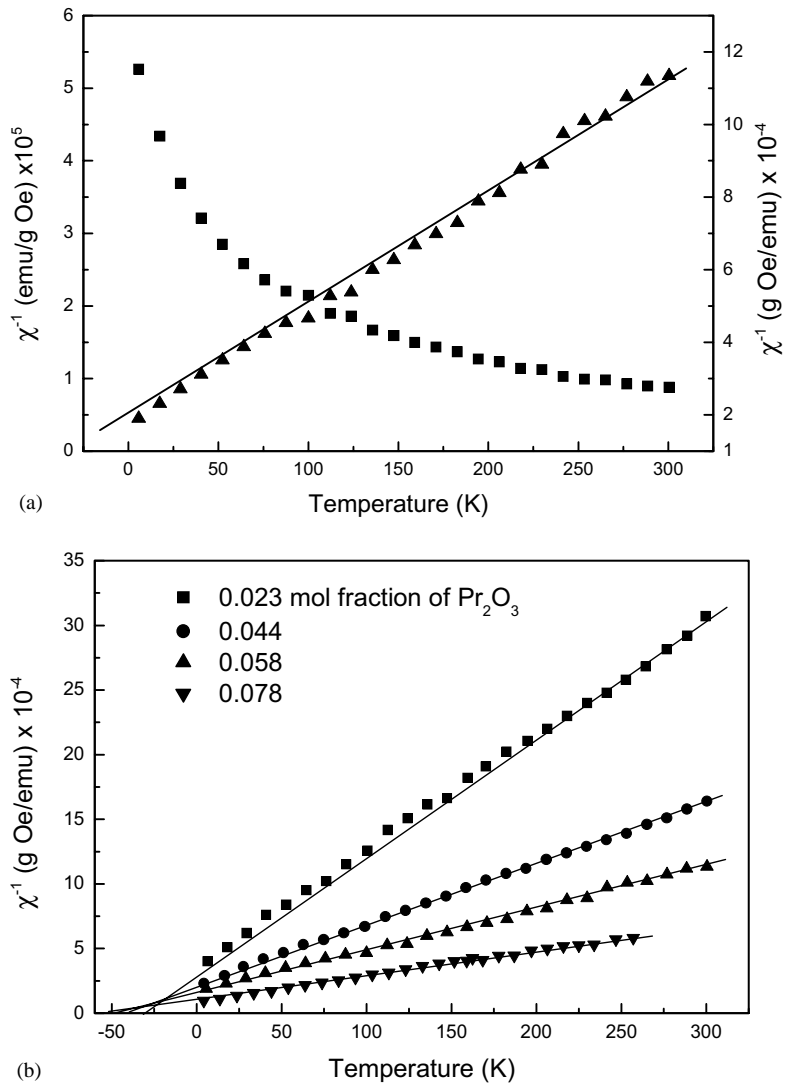 6
5
4
3
2
1
0
χ⁻¹ (emu/g Oe) x10⁵
12
10
8
6
4
2
1
χ⁻¹ (g Oe/emu) x 10⁻⁴
0 50 100 150 200 250 300
Temperature (K)
(a)
35
30
25
20
15
10
5
0
χ⁻¹ (g Oe/emu) x 10⁻⁴
0.023 mol fraction of Pr₂O₃
0.044
0.058
0.078
-50 0 50 100 150 200 250 300
Temperature (K)
(b)